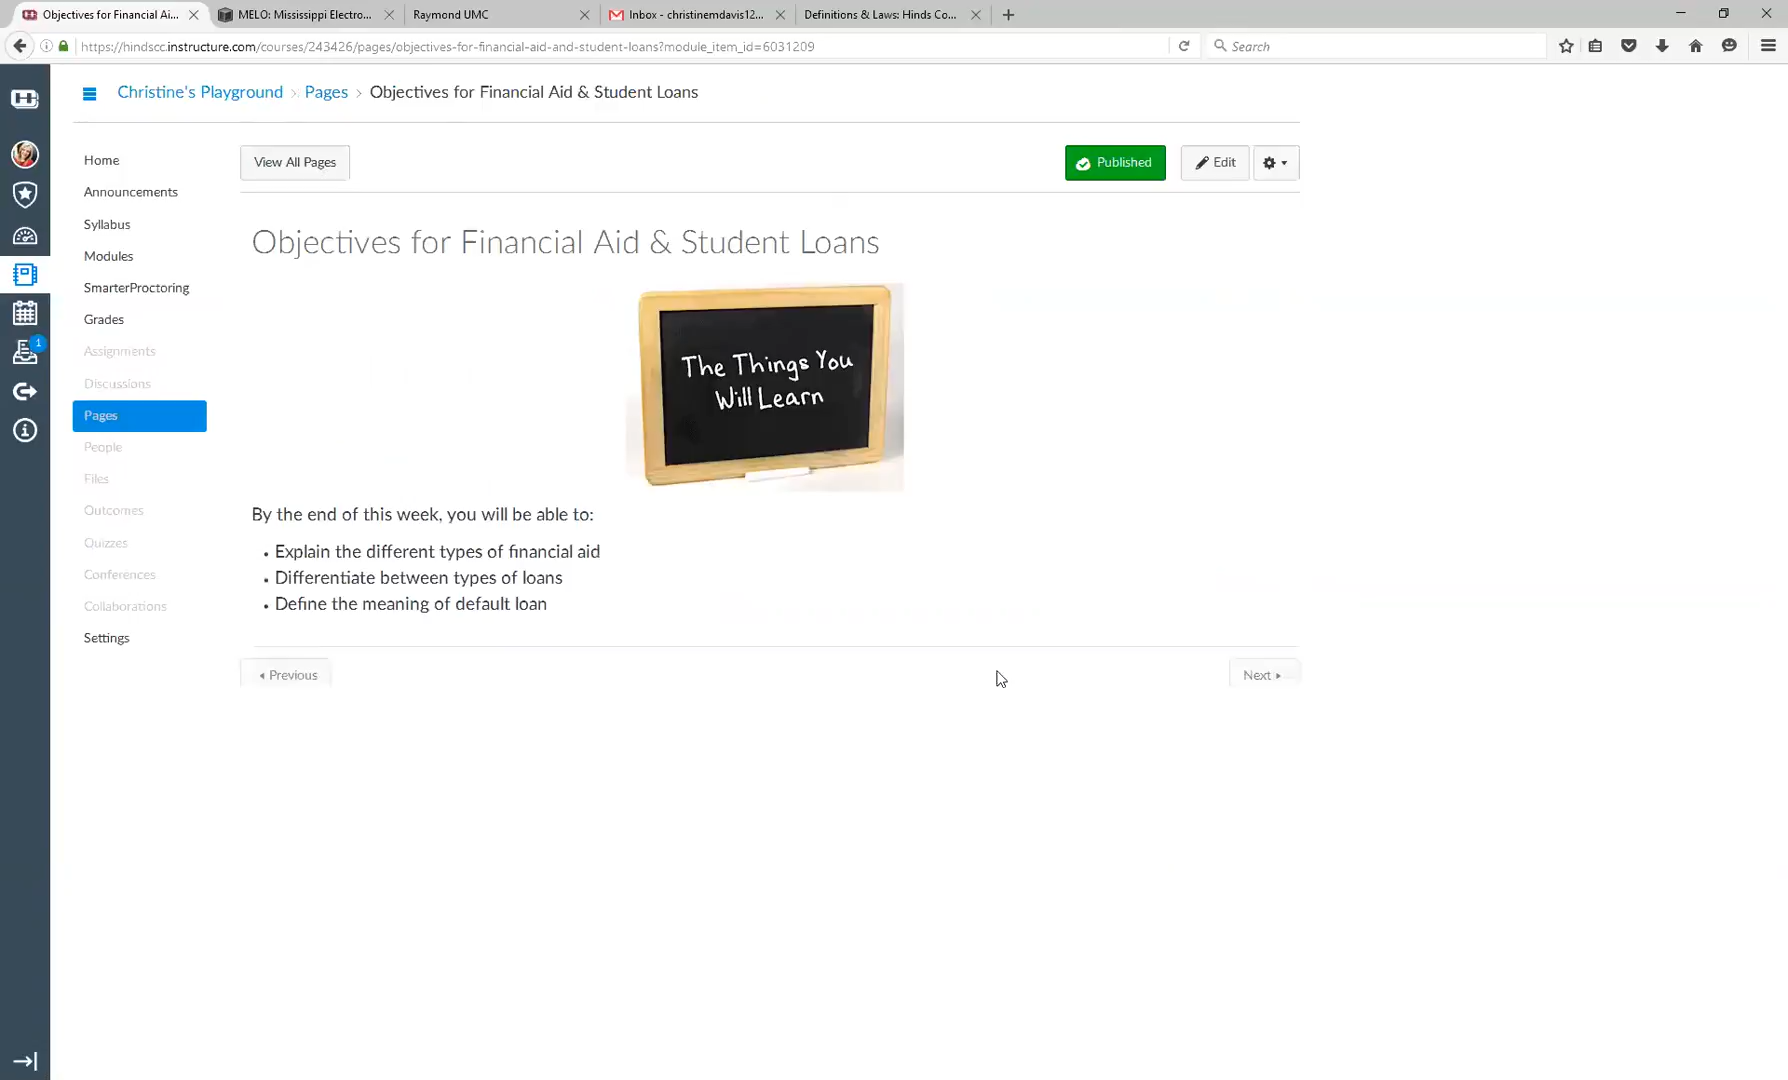 Objectives for Financial Ai...
MELO: Mississippi Electro...
Raymond UMC
Inbox - christinemdavis12...
Definitions & Laws: Hinds Co...
https://hindscc.instructure.com/courses/243426/pages/objectives-for-financial-aid-and-student-loans?module_item_id=6031209
Search
Christine's Playground › Pages › Objectives for Financial Aid & Student Loans
Home
Announcements
Syllabus
Modules
SmarterProctoring
Grades
Assignments
Discussions
Pages
People
Files
Outcomes
Quizzes
Conferences
Collaborations
Settings
1
View All Pages
Published
Edit
Objectives for Financial Aid & Student Loans
The Things You
Will Learn
By the end of this week, you will be able to:
• Explain the different types of financial aid
• Differentiate between types of loans
• Define the meaning of default loan
Previous
Next